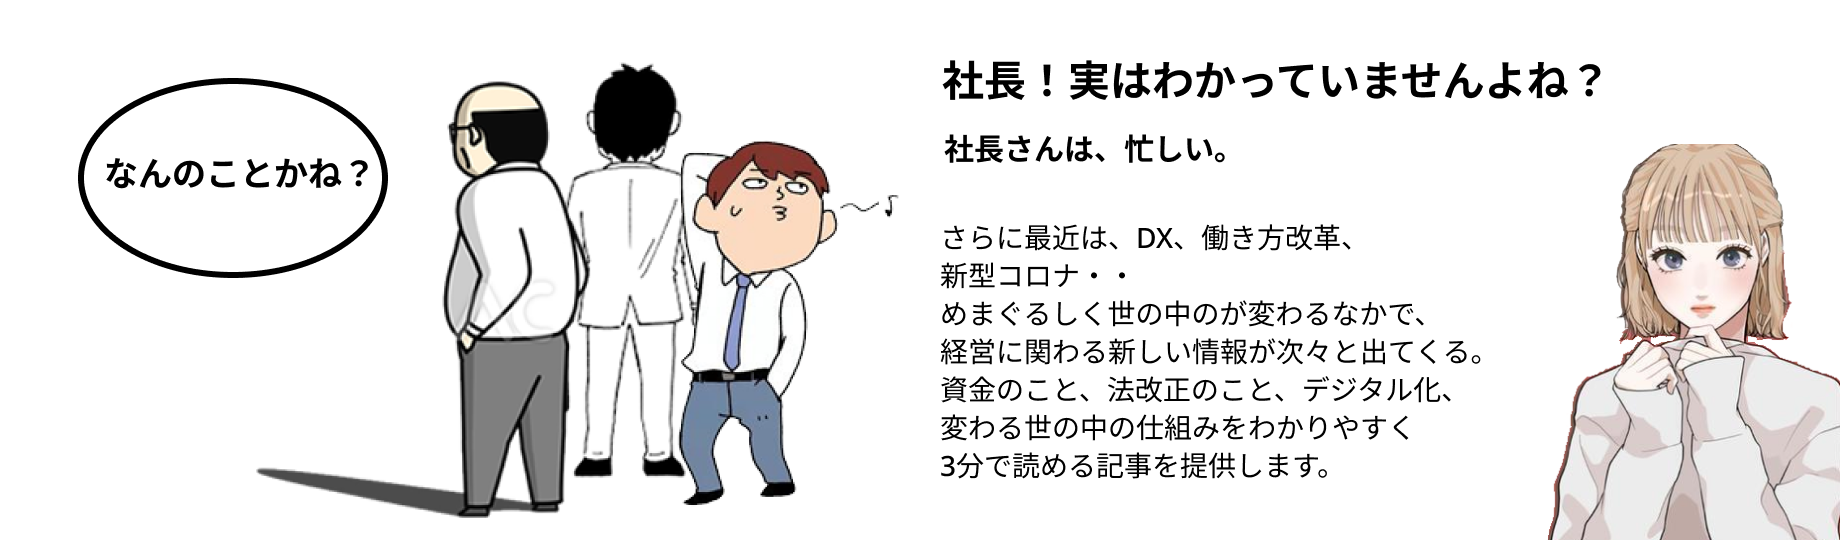 なんのことかね？
社長！実はわかっていませんよね？
社長さんは、忙しい。
さらに最近は、DX、働き方改革、
新型コロナ・・
めまぐるしく世の中のが変わるなかで、
経営に関わる新しい情報が次々と出てくる。
資金のこと、法改正のこと、デジタル化、
変わる世の中の仕組みをわかりやすく
3分で読める記事を提供します。